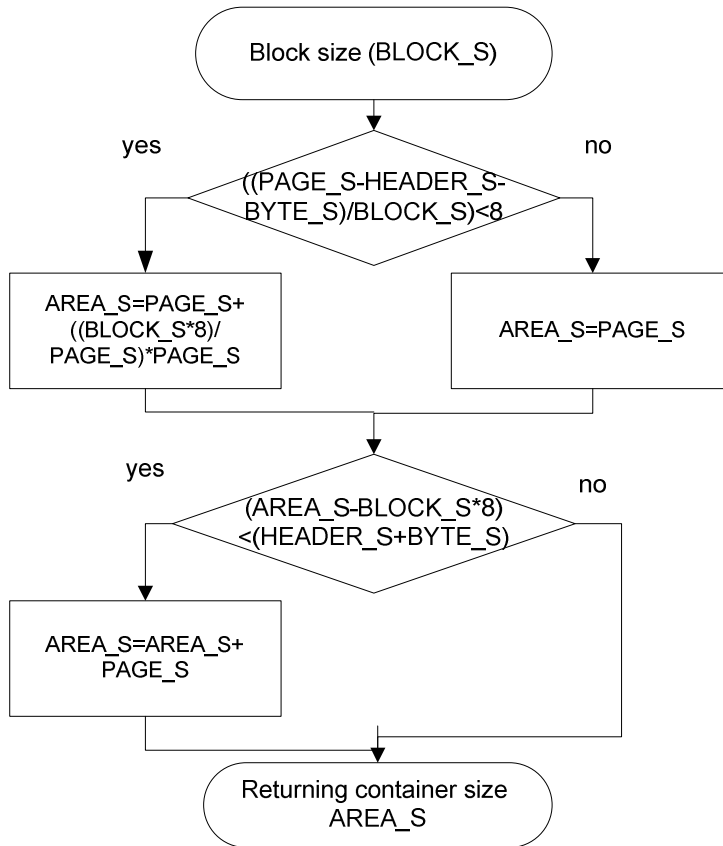 Block size (BLOCK_S)
yes
no
((PAGE_S-HEADER_S-
BYTE_S)/BLOCK_S)<8
AREA_S=PAGE_S+
((BLOCK_S*8)/
PAGE_S)*PAGE_S
AREA_S=PAGE_S
yes
no
(AREA_S-BLOCK_S*8)
<(HEADER_S+BYTE_S)
AREA_S=AREA_S+
PAGE_S
Returning container size
AREA_S